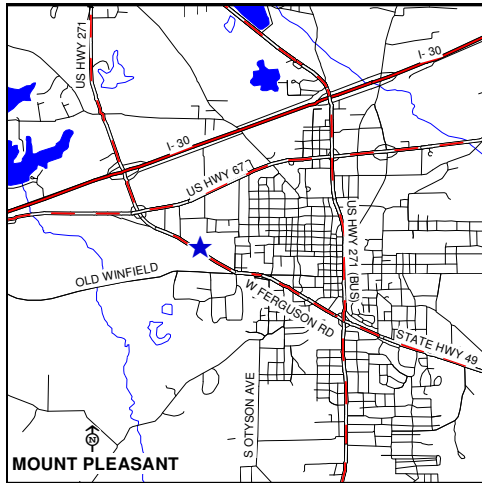 US HWY 271
I- 30
I- 30
US HWY 67
US HWY 271 (BUS)
OLD WINFIELD
W FERGUSON RD
STATE HWY 49
S OTYSON AVE
N
MOUNT PLEASANT